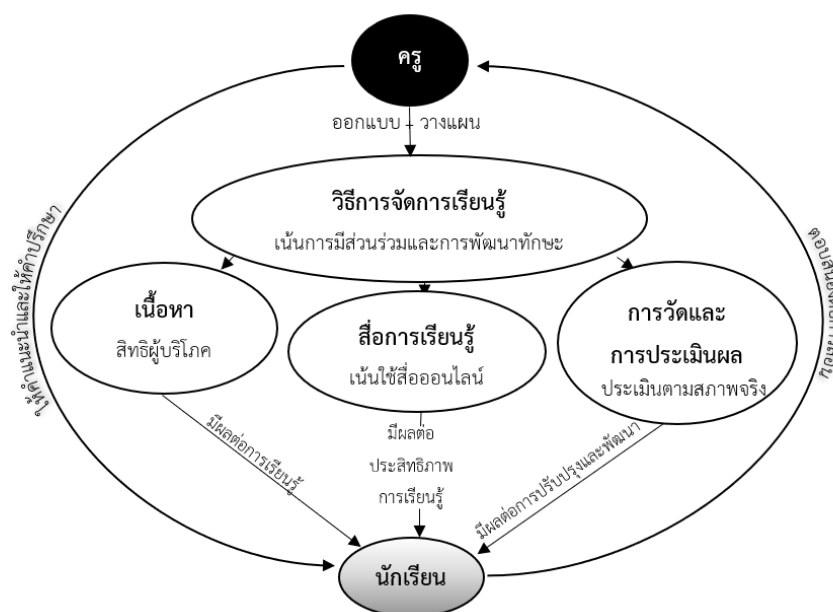 ครู
ออกแบบ + วางแผน
วิธีการจัดการเรียนรู้
เน้นการมีส่วนร่วมและการพัฒนาทักษะ
เนื้อหา
สิทธิผู้บริโภค
สื่อการเรียนรู้
เน้นใช้สื่อออนไลน์
การวัดและ
การประเมินผล
ประเมินตามสภาพจริง
ให้คำแนะนำและให้คำปรึกษา
มีผลต่อการเรียนรู้
มีผลต่อ
ประสิทธิภาพ
การเรียนรู้
มีผลต่อการปรับปรุงและพัฒนา
นักเรียน